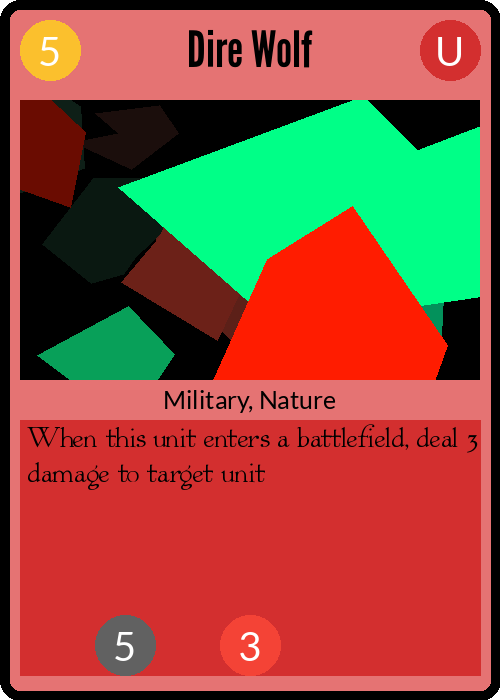 5
Dire Wolf
U
Military, Nature
When this unit enters a battlefield, deal 3
damage to target unit
5
3